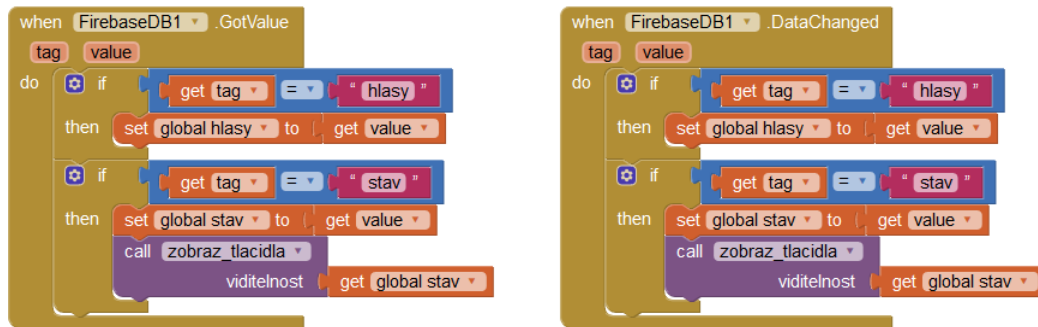 when FirebaseDB1 .GotValue
tag value
do if get tag = " hlasy "
then set global hlasy to get value
if get tag = " stav "
then set global stav to get value
call zobraz_tlacidla
viditelnost get global stav
when FirebaseDB1 .DataChanged
tag value
do if get tag = " hlasy "
then set global hlasy to get value
if get tag = " stav "
then set global stav to get value
call zobraz_tlacidla
viditelnost get global stav